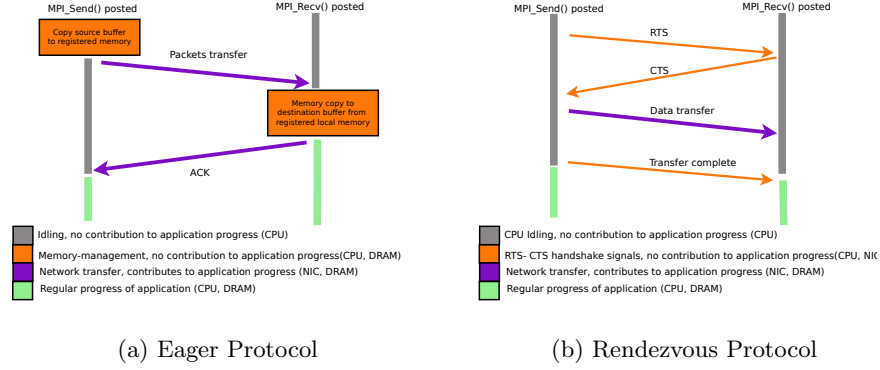 MPI_Send() posted
MPI_Recv() posted
Copy source buffer
to registered memory
Packets transfer
Memory copy to
destination buffer from
registered local memory
ACK
Idling, no contribution to application progress (CPU)
Memory-management, no contribution to application progress(CPU, DRAM)
Network transfer, contributes to application progress (NIC, DRAM)
Regular progress of application (CPU, DRAM)
(a) Eager Protocol
MPI_Send() posted
MPI_Recv() posted
RTS
CTS
Data transfer
Transfer complete
CPU Idling, no contribution to application progress (CPU)
RTS- CTS handshake signals, no contribution to application progress(CPU, NIC
Network transfer, contributes to application progress (NIC, DRAM)
Regular progress of application (CPU, DRAM)
(b) Rendezvous Protocol